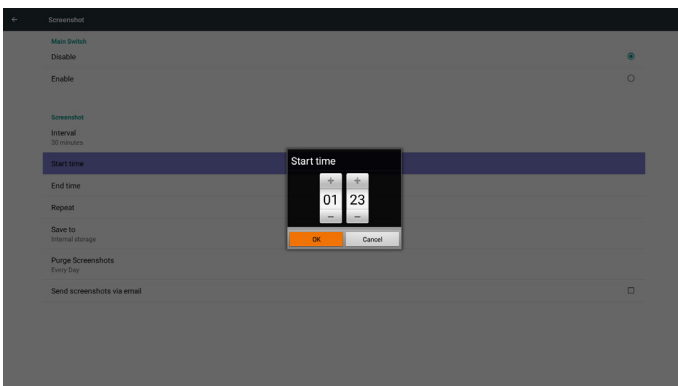 Screenshot
Main Switch
Disable
Enable
Screenshot
Interval
30 minutes
Start time
End time
Repeat
Save to
Internal storage
Purge Screenshots
Every Day
Send screenshots via email
Start time
+ +
01 23
− −
OK Cancel